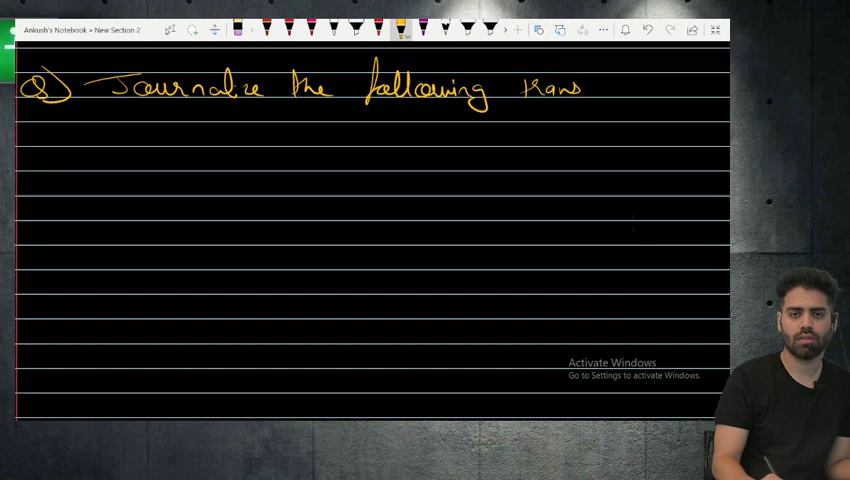 Ankush's Notebook » New Section 2
Q) Journalize the following trans
Activate Windows
Go to Settings to activate Windows.